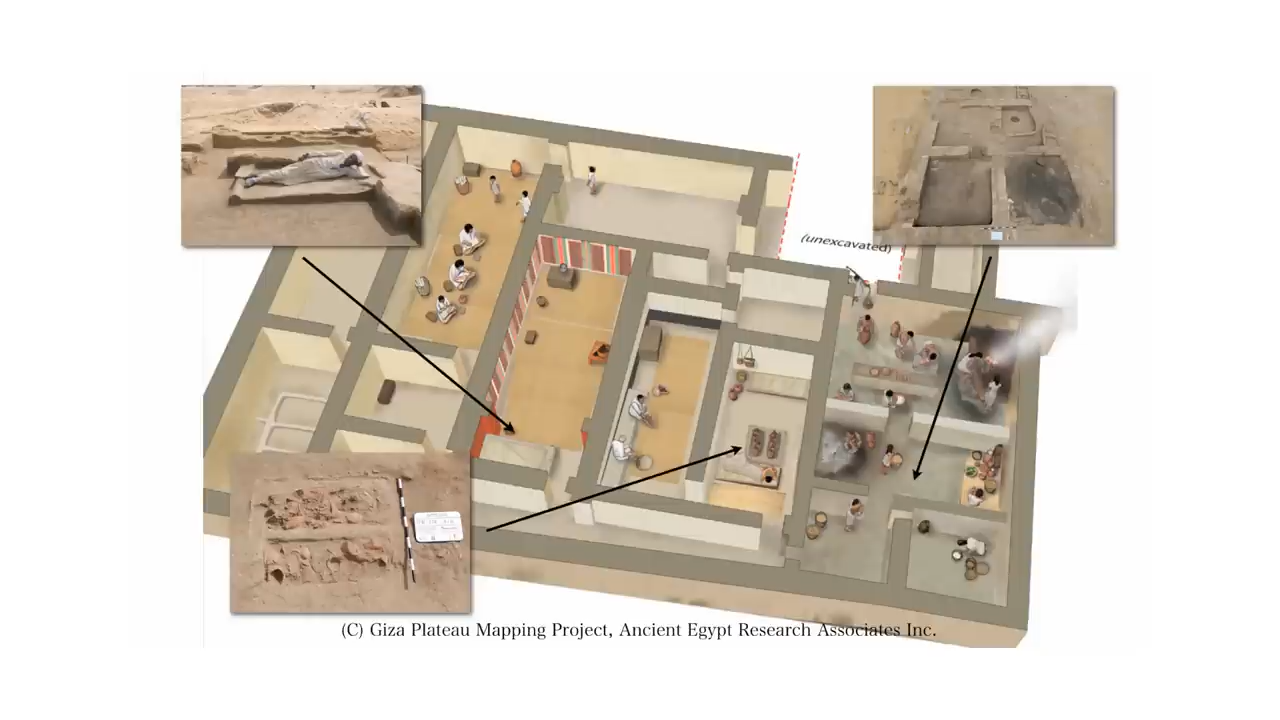 (unexcavated)
(C) Giza Plateau Mapping Project, Ancient Egypt Research Associates Inc.